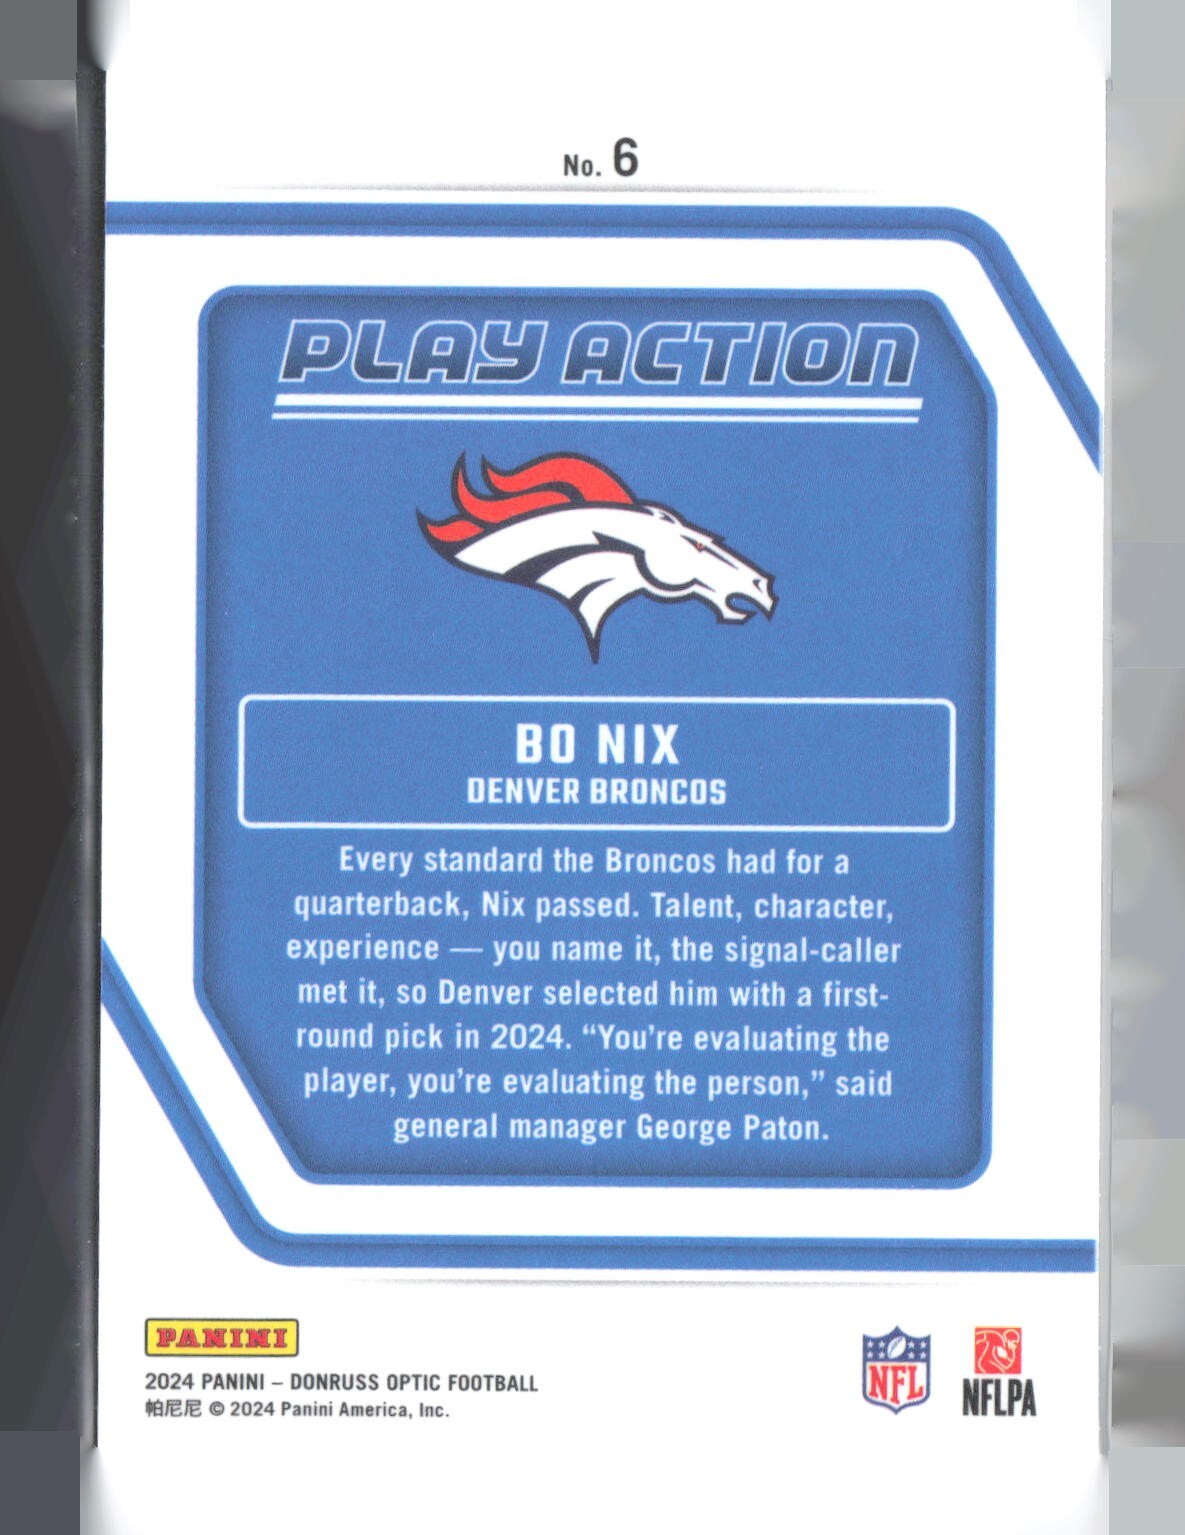 No. 6
PLAY ACTION
BO NIX
DENVER BRONCOS
Every standard the Broncos had for a
quarterback, Nix passed. Talent, character,
experience — you name it, the signal-caller
met it, so Denver selected him with a first-
round pick in 2024. “You’re evaluating the
player, you’re evaluating the person,” said
general manager George Paton.
PANINI
2024 PANINI – DONRUSS OPTIC FOOTBALL
帕尼尼 © 2024 Panini America, Inc.
NFL
NFLPA